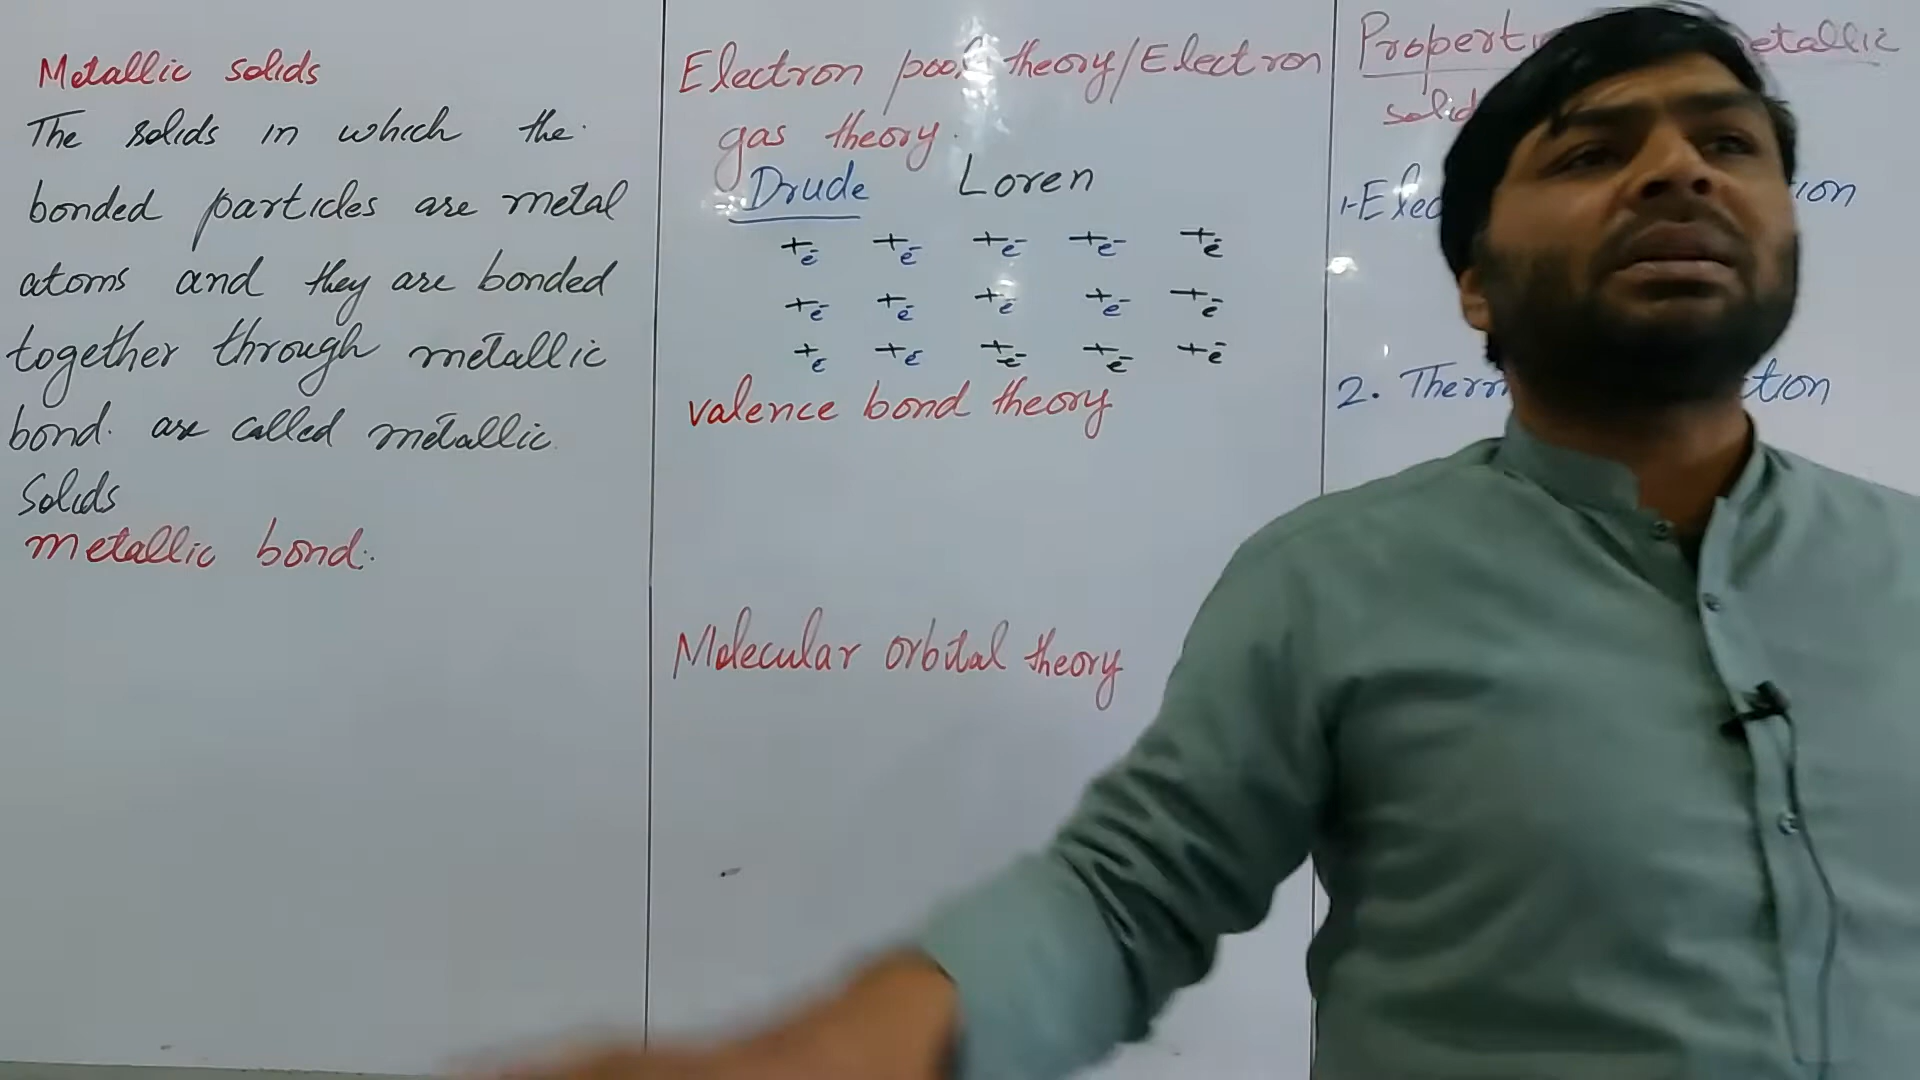 Metallic solids
The solids in which the
bonded particles are metal
atoms and they are bonded
together through metallic
bond. are called metallic
Solids
metallic bond:
Electron pool theory/Electron
gas theory.
Drude Loren
+e- +e- +e- +e- +e-
+e- +e- +e- +e- +e-
+e- +e- +e- +e- +e-
valence bond theory
Molecular orbital theory
2.